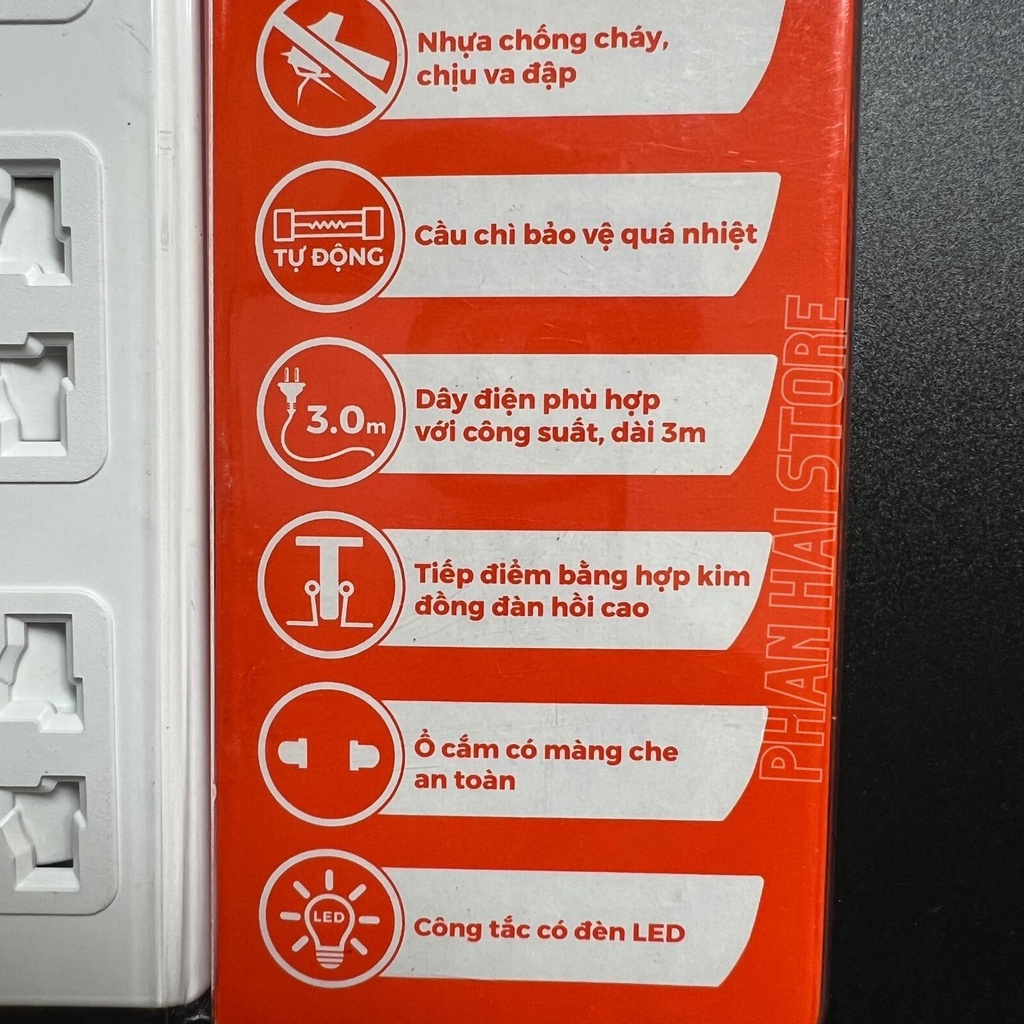 Nhựa chống cháy,
chịu va đập
TỰ ĐỘNG
Cầu chì bảo vệ quá nhiệt
3.0m
Dây điện phù hợp
với công suất, dài 3m
Tiếp điểm bằng hợp kim
đồng đàn hồi cao
Ổ cắm có màng che
an toàn
LED
Công tắc có đèn LED
PHAN HAI STORE